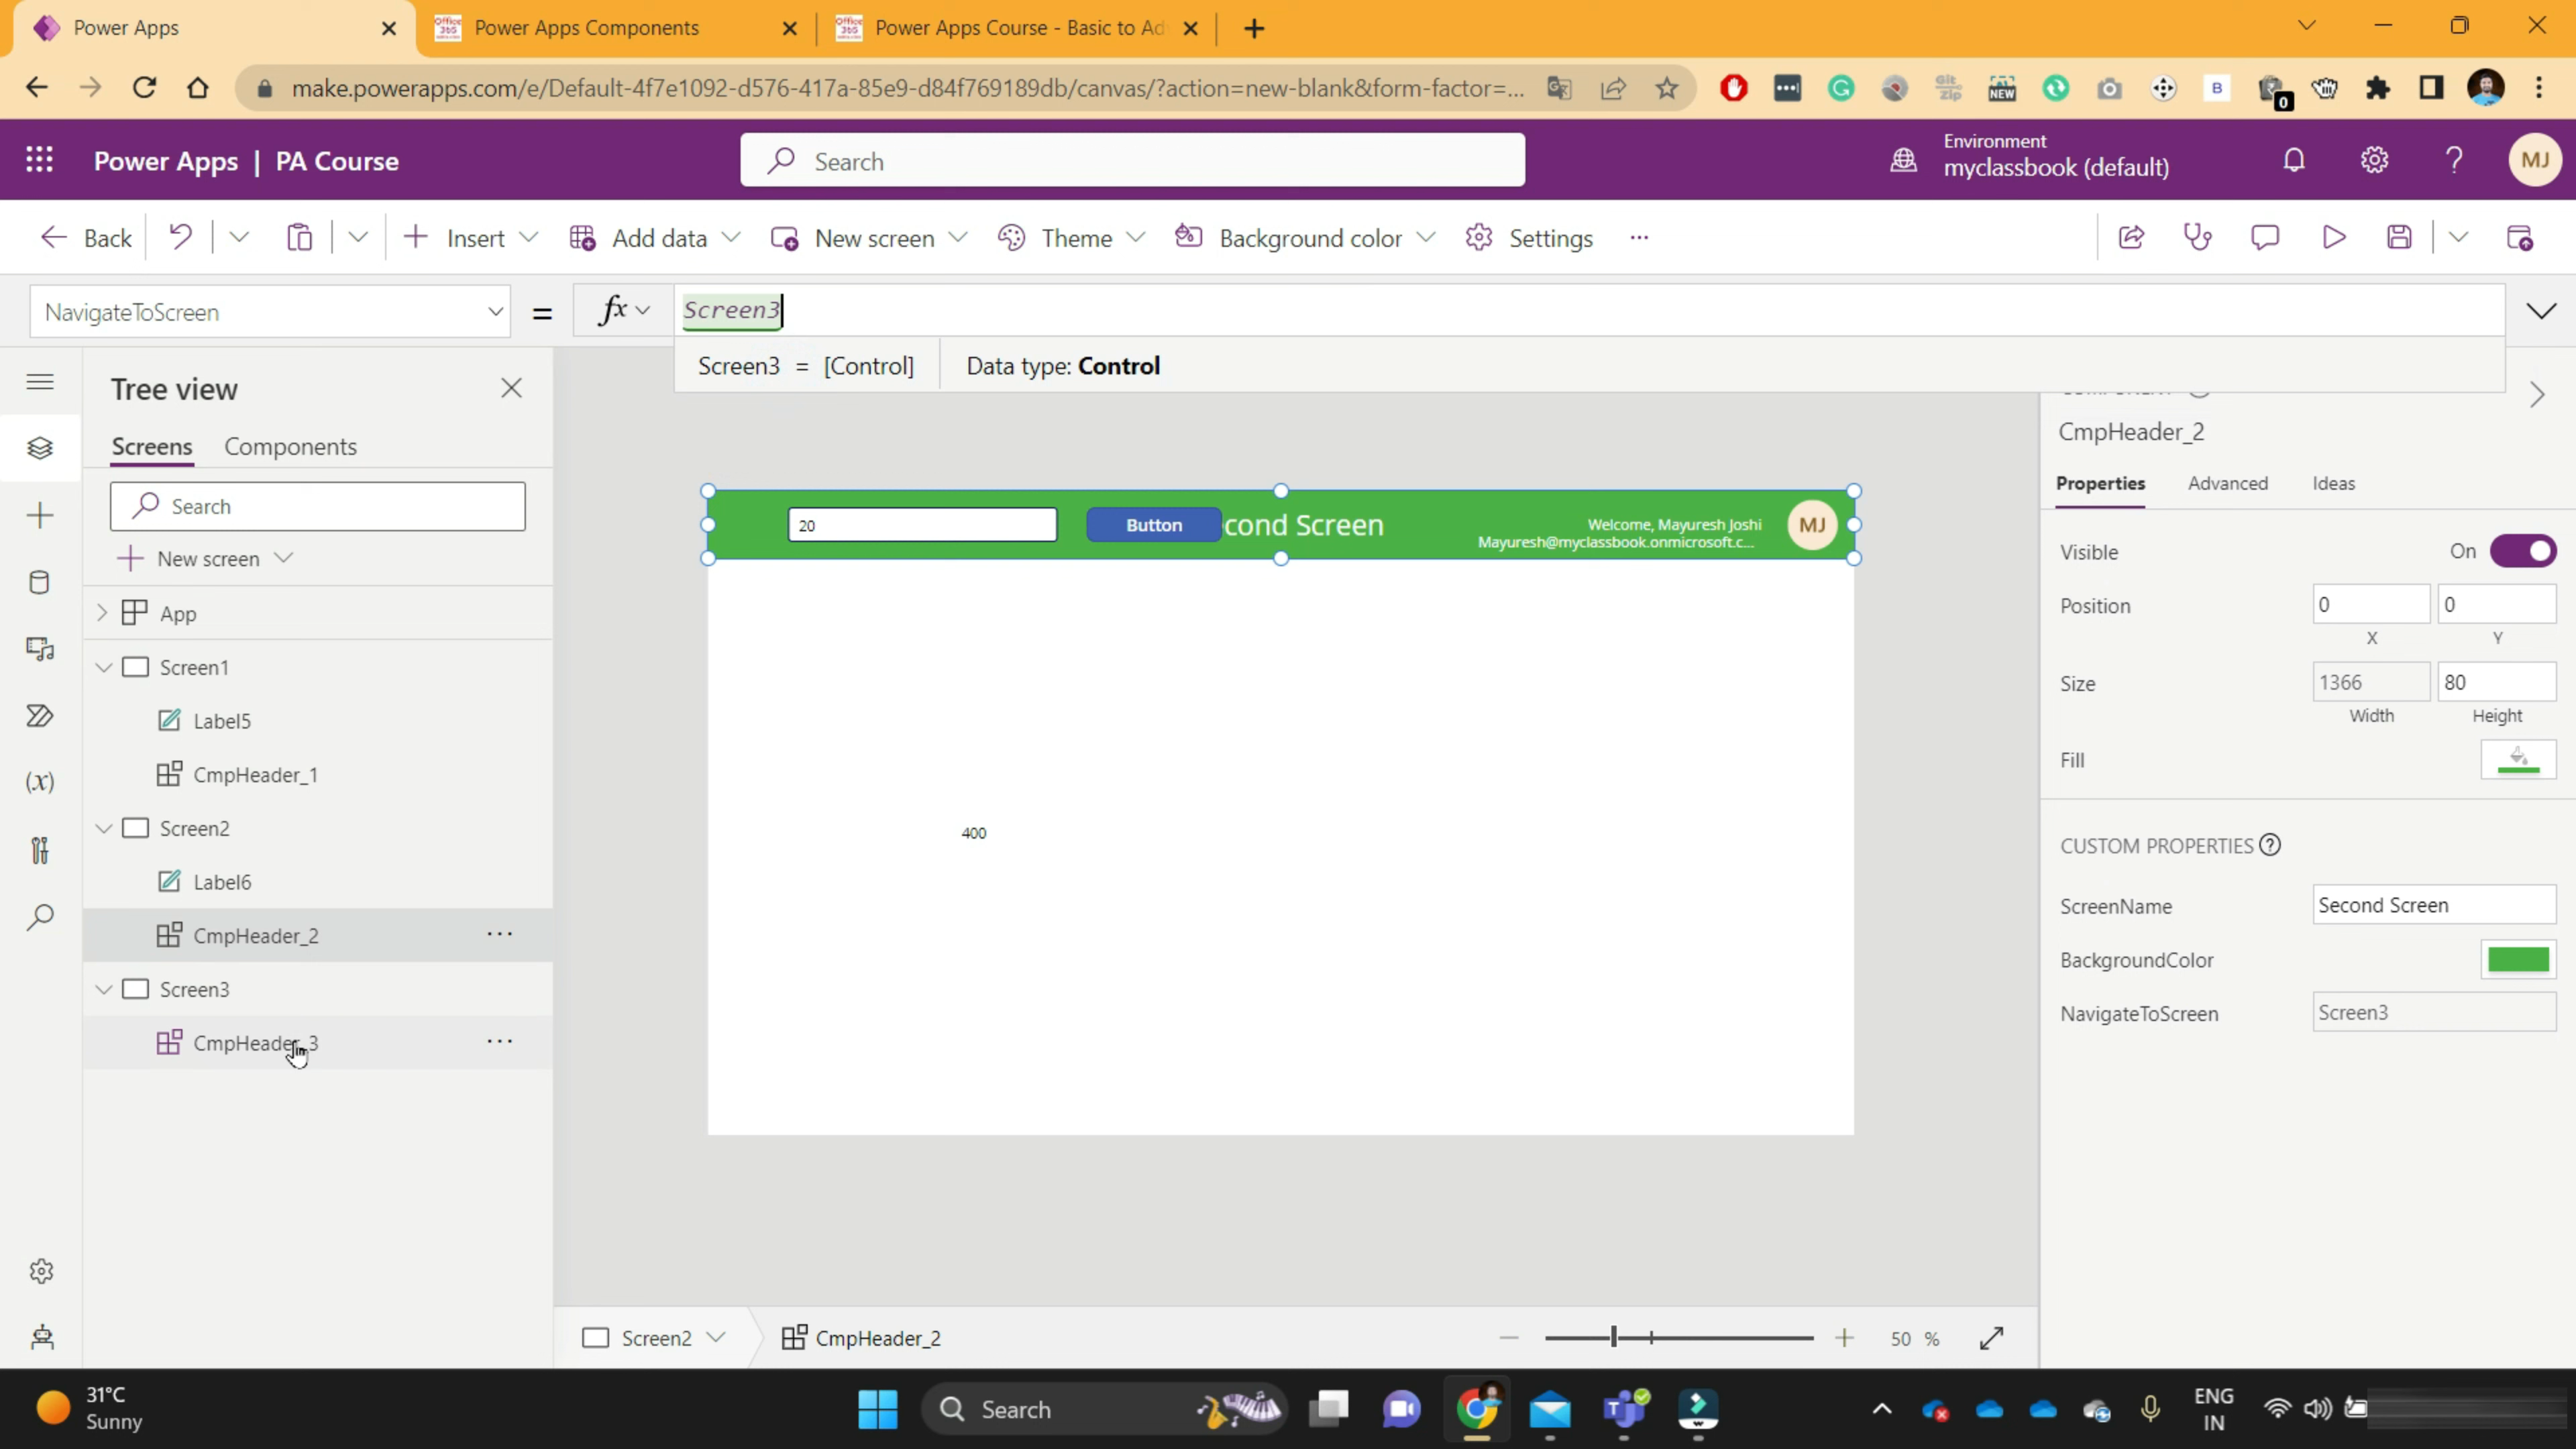 Power Apps
Power Apps Components
Power Apps Course - Basic to Ad
make.powerapps.com/e/Default-4f7e1092-d576-417a-85e9-d84f769189db/canvas/?action=new-blank&form-factor=...
NEW
B
0
Power Apps | PA Course
Search
Environment
myclassbook (default)
MJ
Back
Insert
Add data
New screen
Theme
Background color
Settings
NavigateToScreen
=
fx
Screen3
Screen3 = [Control]
Data type: Control
Tree view
Screens
Components
Search
New screen
App
Screen1
Label5
CmpHeader_1
Screen2
Label6
CmpHeader_2
Screen3
CmpHeader_3
20
Button
cond Screen
Welcome, Mayuresh Joshi
Mayuresh@myclassbook.onmicrosoft.c...
MJ
400
CmpHeader_2
Properties
Advanced
Ideas
Visible
On
Position
0
0
X
Y
Size
1366
80
Width
Height
Fill
CUSTOM PROPERTIES
ScreenName
Second Screen
BackgroundColor
NavigateToScreen
Screen3
Screen2
CmpHeader_2
50 %
31°C
Sunny
Search
ENG
IN